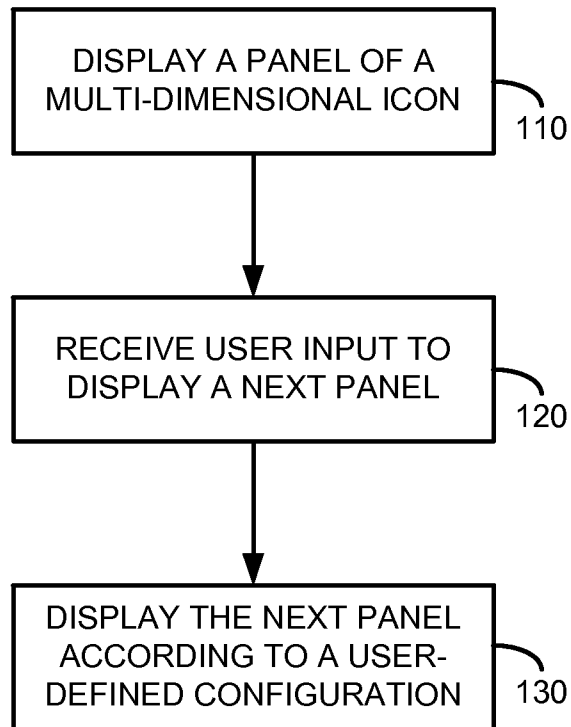 DISPLAY A PANEL OF A
MULTI-DIMENSIONAL ICON
110
RECEIVE USER INPUT TO
DISPLAY A NEXT PANEL
120
DISPLAY THE NEXT PANEL
ACCORDING TO A USER-
DEFINED CONFIGURATION
130